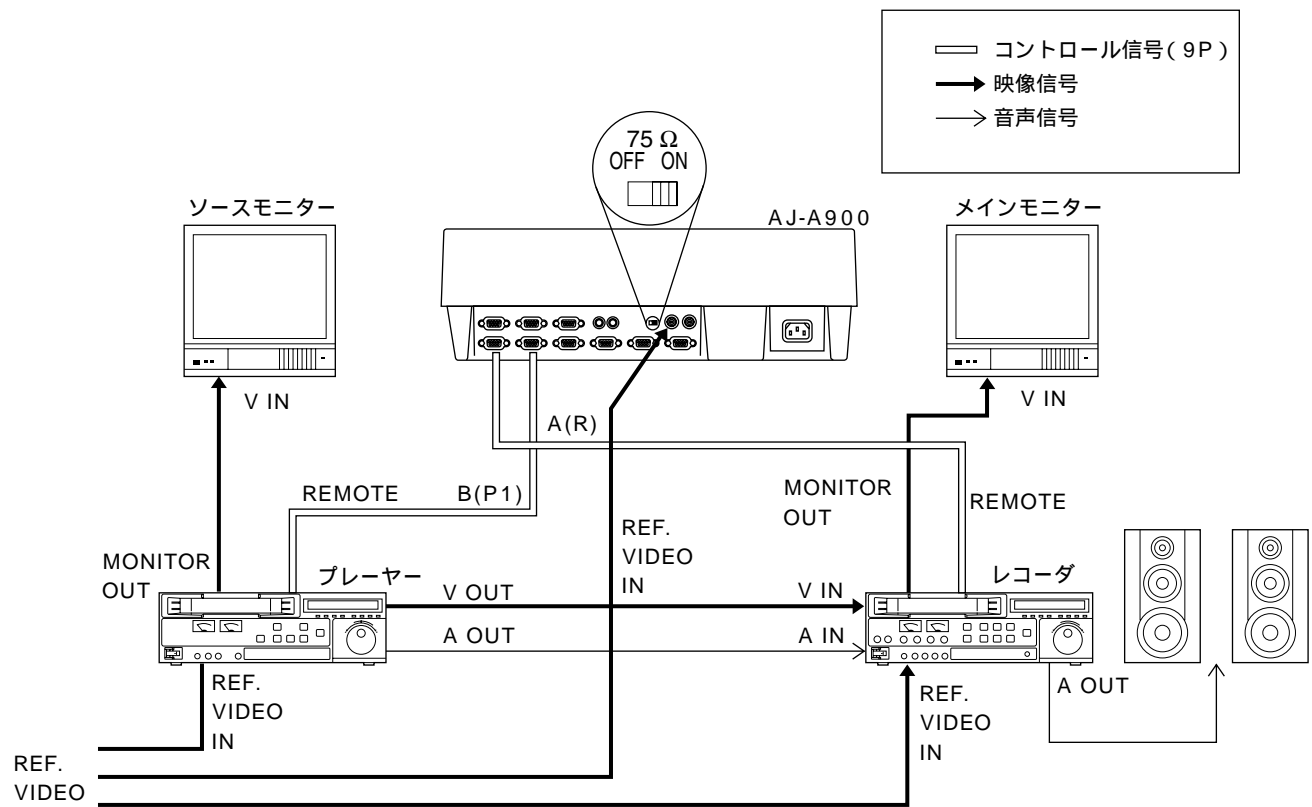 コントロール信号(9P)
映像信号
音声信号
75 Ω
OFF ON
AJ-A900
ソースモニター
メインモニター
V IN
V IN
A(R)
REMOTE
B(P1)
MONITOR
OUT
REMOTE
REF.
VIDEO
IN
MONITOR
OUT
プレーヤー
レコーダ
V OUT
V IN
A OUT
A IN
REF.
VIDEO
IN
REF.
VIDEO
IN
A OUT
REF.
VIDEO